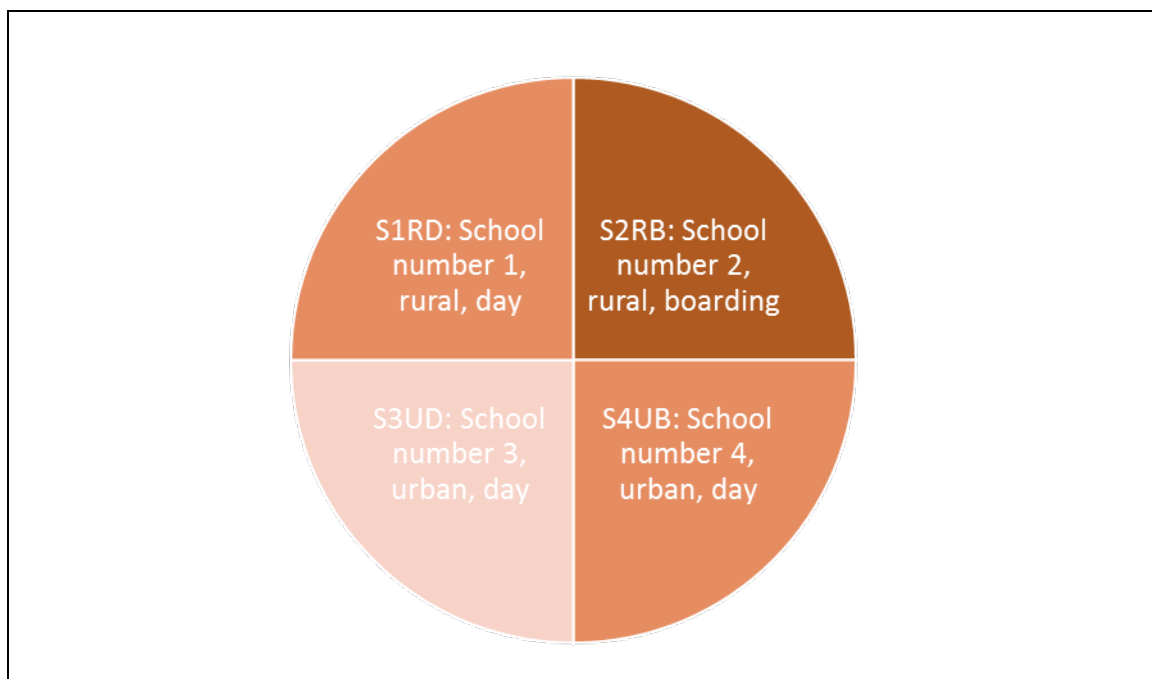 S1RD: School
number 1,
rural, day
S2RB: School
number 2,
rural, boarding
S3UD: School
number 3,
urban, day
S4UB: School
number 4,
urban, day